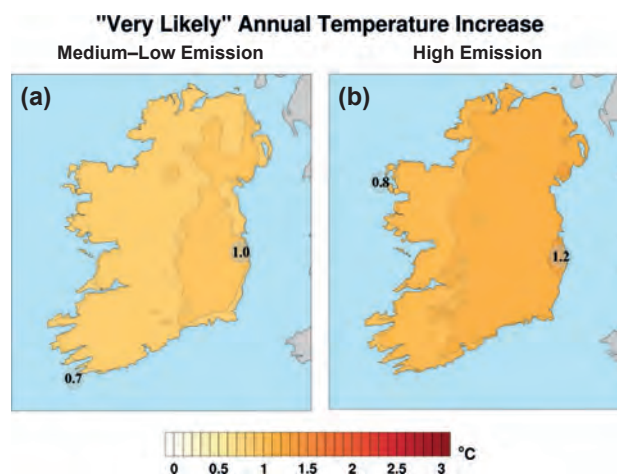 "Very Likely" Annual Temperature Increase
Medium–Low Emission
High Emission
(a)
(b)
0.8
1.0
1.2
0.7
0 0.5 1 1.5 2 2.5 3 °C